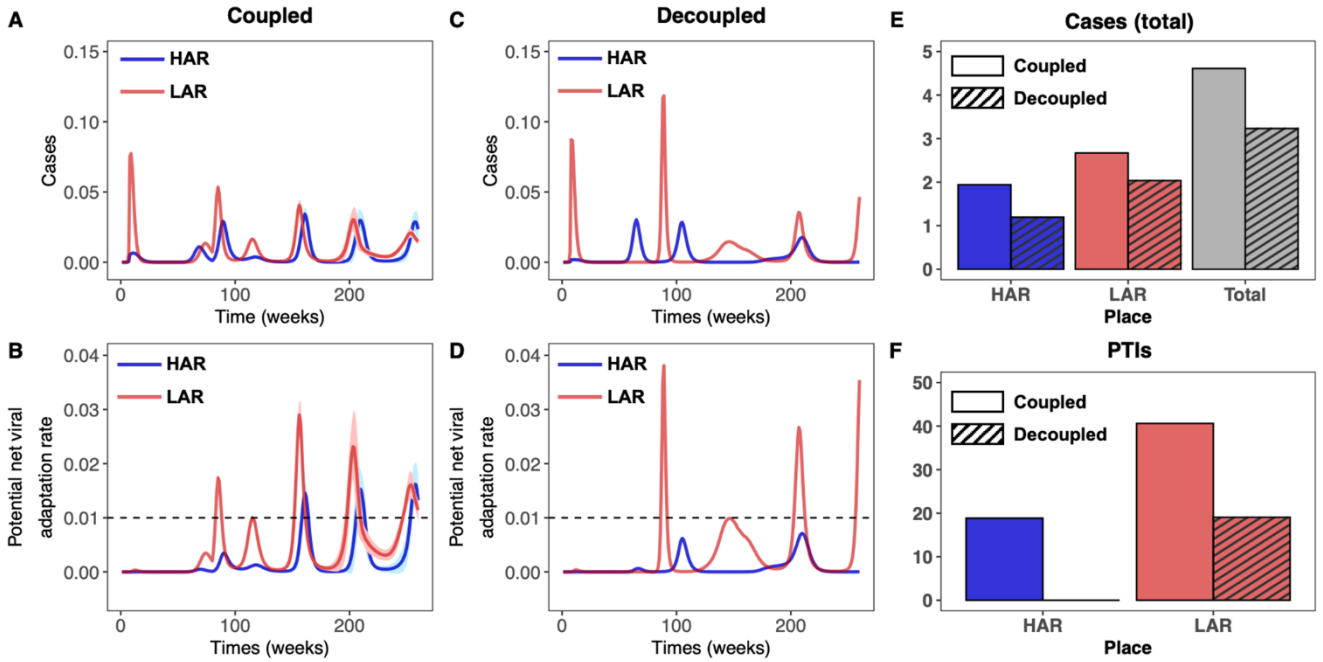 A
Coupled
0.15
HAR
LAR
0.10
0.05
0.00
Cases
0
100
200
Time (weeks)
B
0.04
HAR
LAR
0.03
0.02
0.01
0.00
Potential net viral
adaptation rate
0
100
200
Times (weeks)
C
Decoupled
0.15
HAR
LAR
0.10
0.05
0.00
Cases
0
100
200
Times (weeks)
D
0.04
HAR
LAR
0.03
0.02
0.01
0.00
Potential net viral
adaptation rate
0
100
200
Times (weeks)
E
Cases (total)
5
4
3
2
1
0
Coupled
Decoupled
HAR
LAR
Total
Place
F
PTIs
50
40
30
20
10
0
Coupled
Decoupled
HAR
LAR
Place